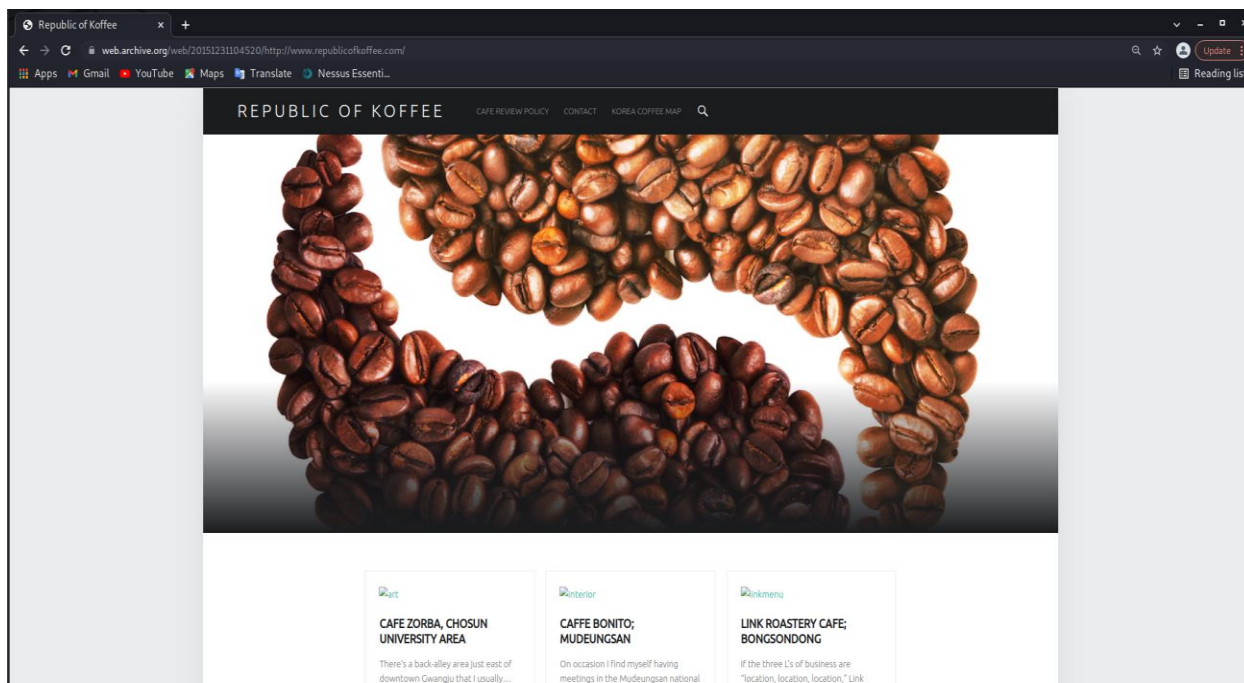 Republic of Koffee
web.archive.org/web/20151231104520/http://www.republicofkoffee.com/
Update
Apps Gmail YouTube Maps Translate Nessus Essenti... Reading list
REPUBLIC OF KOFFEE CAFE REVIEW POLICY CONTACT KOREA COFFEE MAP
art
interior
linkmenu
CAFE ZORBA, CHOSUN
UNIVERSITY AREA
CAFFE BONITO;
MUDEUNGSAN
LINK ROASTERY CAFE;
BONGSONDONG
There's a back-alley area just east of
downtown Gwangju that I usually…
On occasion I find myself having
meetings in the Mudeungsan national
If the three L's of business are
"location, location, location," Link